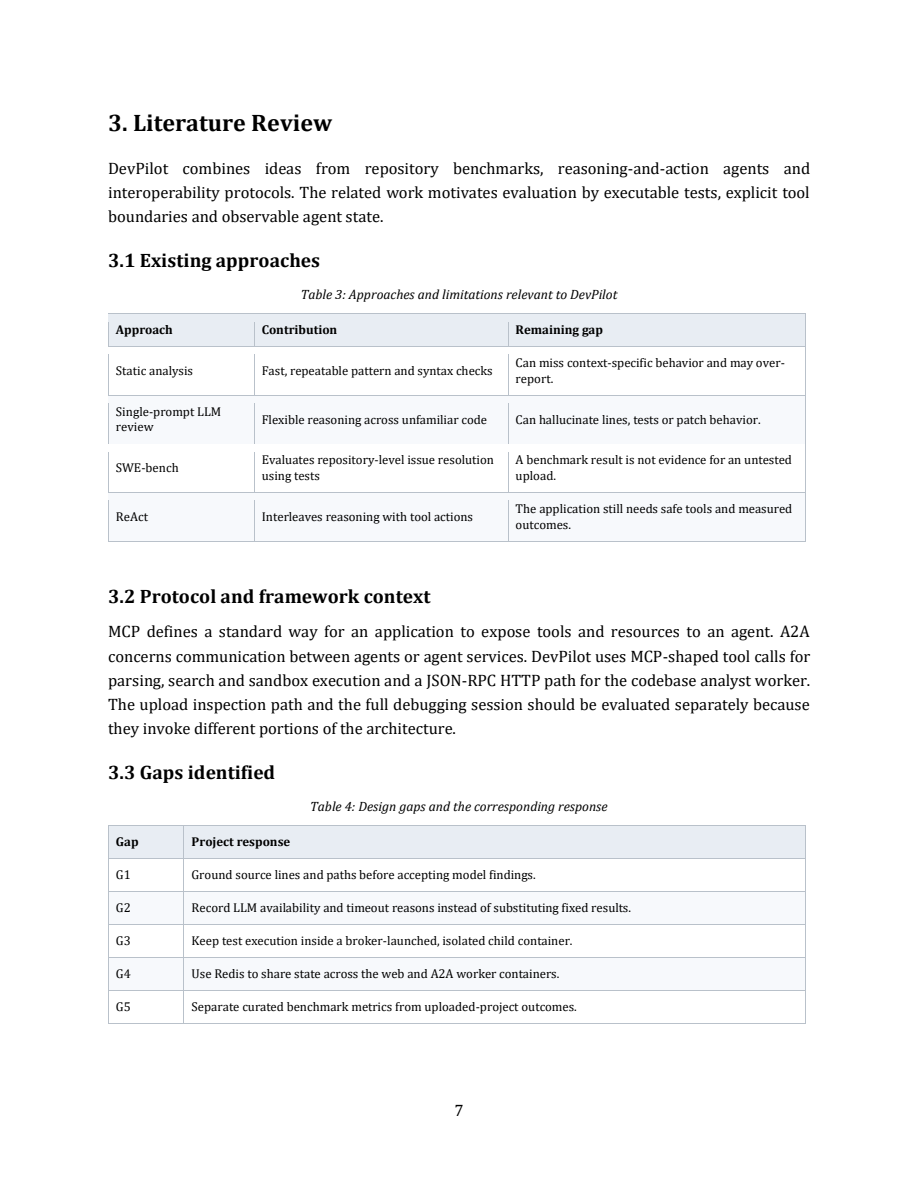 3. Literature Review
DevPilot combines ideas from repository benchmarks, reasoning-and-action agents and
interoperability protocols. The related work motivates evaluation by executable tests, explicit tool
boundaries and observable agent state.
3.1 Existing approaches
Table 3: Approaches and limitations relevant to DevPilot
Approach Contribution Remaining gap
Static analysis Fast, repeatable pattern and syntax checks Can miss context-specific behavior and may over-
report.
Single-prompt LLM
review Flexible reasoning across unfamiliar code Can hallucinate lines, tests or patch behavior.
SWE-bench Evaluates repository-level issue resolution
using tests A benchmark result is not evidence for an untested
upload.
ReAct Interleaves reasoning with tool actions The application still needs safe tools and measured
outcomes.
3.2 Protocol and framework context
MCP defines a standard way for an application to expose tools and resources to an agent. A2A
concerns communication between agents or agent services. DevPilot uses MCP-shaped tool calls for
parsing, search and sandbox execution and a JSON-RPC HTTP path for the codebase analyst worker.
The upload inspection path and the full debugging session should be evaluated separately because
they invoke different portions of the architecture.
3.3 Gaps identified
Table 4: Design gaps and the corresponding response
Gap Project response
G1 Ground source lines and paths before accepting model findings.
G2 Record LLM availability and timeout reasons instead of substituting fixed results.
G3 Keep test execution inside a broker-launched, isolated child container.
G4 Use Redis to share state across the web and A2A worker containers.
G5 Separate curated benchmark metrics from uploaded-project outcomes.
7